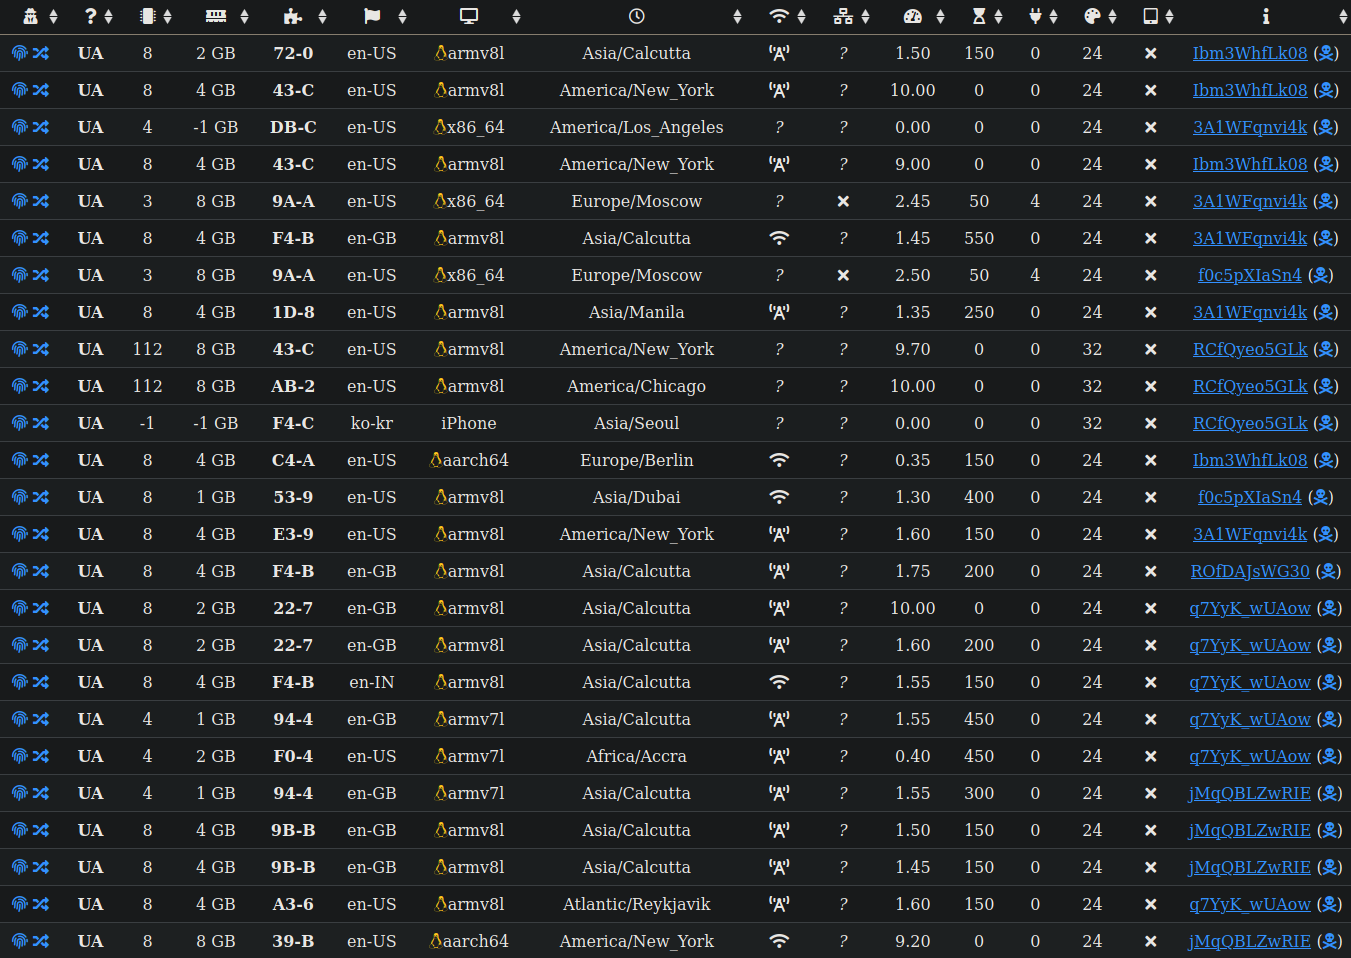 ?
UA 8 2 GB 72-0 en-US armv8l Asia/Calcutta ? 1.50 150 0 24 Ibm3WhfLk08 ()
UA 8 4 GB 43-C en-US armv8l America/New_York ? 10.00 0 0 24 Ibm3WhfLk08 ()
UA 4 -1 GB DB-C en-US x86_64 America/Los_Angeles ? ? 0.00 0 0 24 3A1WFqnvi4k ()
UA 8 4 GB 43-C en-US armv8l America/New_York ? 9.00 0 0 24 Ibm3WhfLk08 ()
UA 3 8 GB 9A-A en-US x86_64 Europe/Moscow ? 2.45 50 4 24 3A1WFqnvi4k ()
UA 8 4 GB F4-B en-GB armv8l Asia/Calcutta ? 1.45 550 0 24 3A1WFqnvi4k ()
UA 3 8 GB 9A-A en-US x86_64 Europe/Moscow ? 2.50 50 4 24 f0c5pXIaSn4 ()
UA 8 4 GB 1D-8 en-US armv8l Asia/Manila ? 1.35 250 0 24 3A1WFqnvi4k ()
UA 112 8 GB 43-C en-US armv8l America/New_York ? ? 9.70 0 0 32 RCfQyeo5GLk ()
UA 112 8 GB AB-2 en-US armv8l America/Chicago ? ? 10.00 0 0 32 RCfQyeo5GLk ()
UA -1 -1 GB F4-C ko-kr iPhone Asia/Seoul ? ? 0.00 0 0 32 RCfQyeo5GLk ()
UA 8 4 GB C4-A en-US aarch64 Europe/Berlin ? 0.35 150 0 24 Ibm3WhfLk08 ()
UA 8 1 GB 53-9 en-US armv8l Asia/Dubai ? 1.30 400 0 24 f0c5pXIaSn4 ()
UA 8 4 GB E3-9 en-US armv8l America/New_York ? 1.60 150 0 24 3A1WFqnvi4k ()
UA 8 4 GB F4-B en-GB armv8l Asia/Calcutta ? 1.75 200 0 24 ROfDAJsWG30 ()
UA 8 2 GB 22-7 en-GB armv8l Asia/Calcutta ? 10.00 0 0 24 q7YyK_wUAow ()
UA 8 2 GB 22-7 en-GB armv8l Asia/Calcutta ? 1.60 200 0 24 q7YyK_wUAow ()
UA 8 4 GB F4-B en-IN armv8l Asia/Calcutta ? 1.55 150 0 24 q7YyK_wUAow ()
UA 4 1 GB 94-4 en-GB armv7l Asia/Calcutta ? 1.55 450 0 24 q7YyK_wUAow ()
UA 4 2 GB F0-4 en-US armv7l Africa/Accra ? 0.40 450 0 24 q7YyK_wUAow ()
UA 4 1 GB 94-4 en-GB armv7l Asia/Calcutta ? 1.55 300 0 24 jMqQBLZwRIE ()
UA 8 4 GB 9B-B en-GB armv8l Asia/Calcutta ? 1.50 150 0 24 jMqQBLZwRIE ()
UA 8 4 GB 9B-B en-GB armv8l Asia/Calcutta ? 1.45 150 0 24 jMqQBLZwRIE ()
UA 8 4 GB A3-6 en-US armv8l Atlantic/Reykjavik ? 1.60 150 0 24 q7YyK_wUAow ()
UA 8 8 GB 39-B en-US aarch64 America/New_York ? 9.20 0 0 24 jMqQBLZwRIE ()